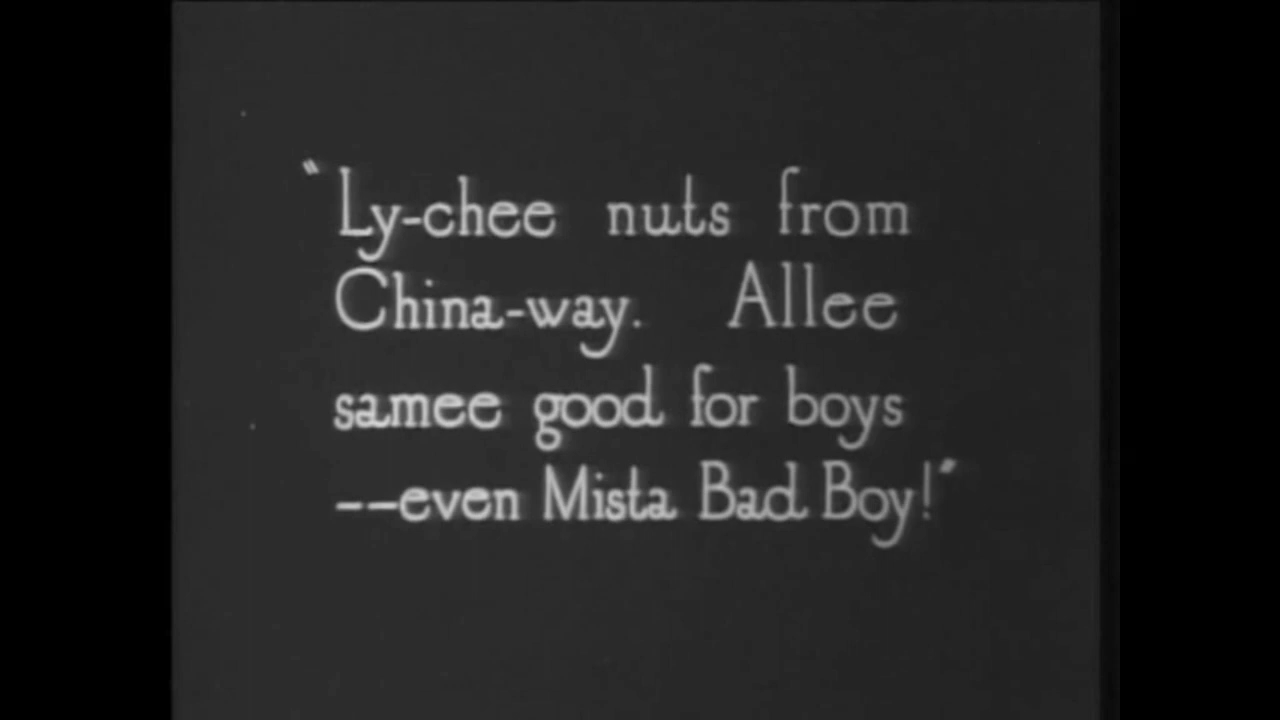 "Ly-chee nuts from
China-way. Allee
samee good for boys
--even Mista Bad Boy!"